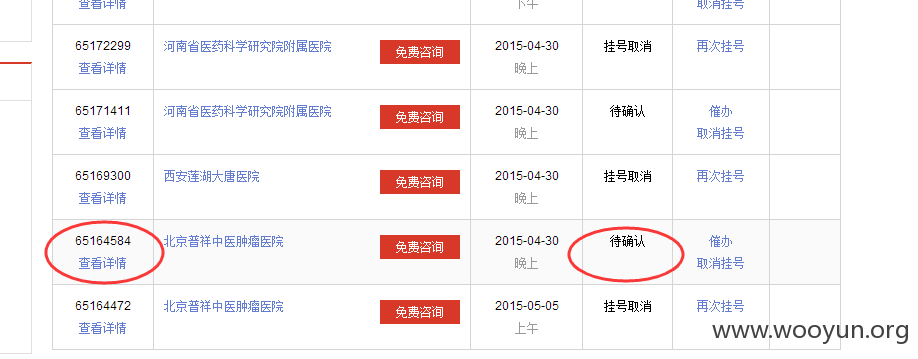 查看详情 下午 取消挂号
65172299 河南省医药科学研究院附属医院 免费咨询 2015-04-30 挂号取消 再次挂号
查看详情 晚上
65171411 河南省医药科学研究院附属医院 免费咨询 2015-04-30 待确认 催办
查看详情 晚上 取消挂号
65169300 西安莲湖大唐医院 免费咨询 2015-04-30 挂号取消 再次挂号
查看详情 晚上
65164584 北京普祥中医肿瘤医院 免费咨询 2015-04-30 待确认 催办
查看详情 晚上 取消挂号
65164472 北京普祥中医肿瘤医院 免费咨询 2015-05-05 挂号取消 再次挂号
查看详情 上午
www.wooyun.org